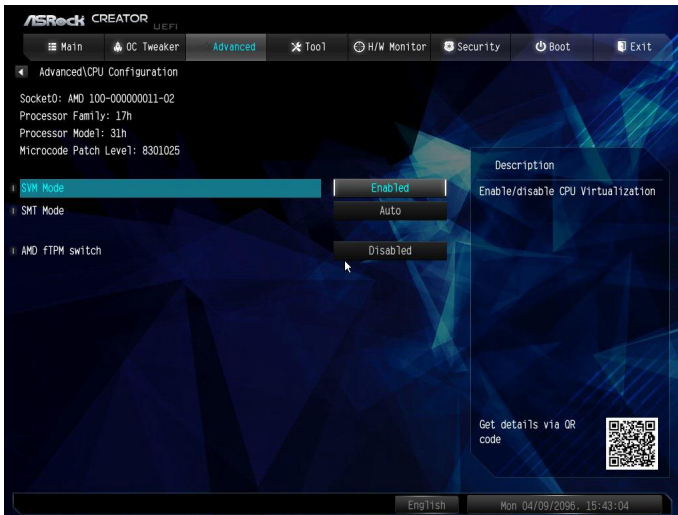 ASRock CREATOR UEFI
Main OC Tweaker Advanced Tool H/W Monitor Security Boot Exit
Advanced\CPU Configuration
Socket0: AMD 100-000000011-02
Processor Family: 17h
Processor Model: 31h
Microcode Patch Level: 8301025
Description
SVM Mode Enabled
Enable/disable CPU Virtualization
SMT Mode Auto
AMD fTPM switch Disabled
Get details via QR
code
English Mon 04/09/2096. 15:43:04